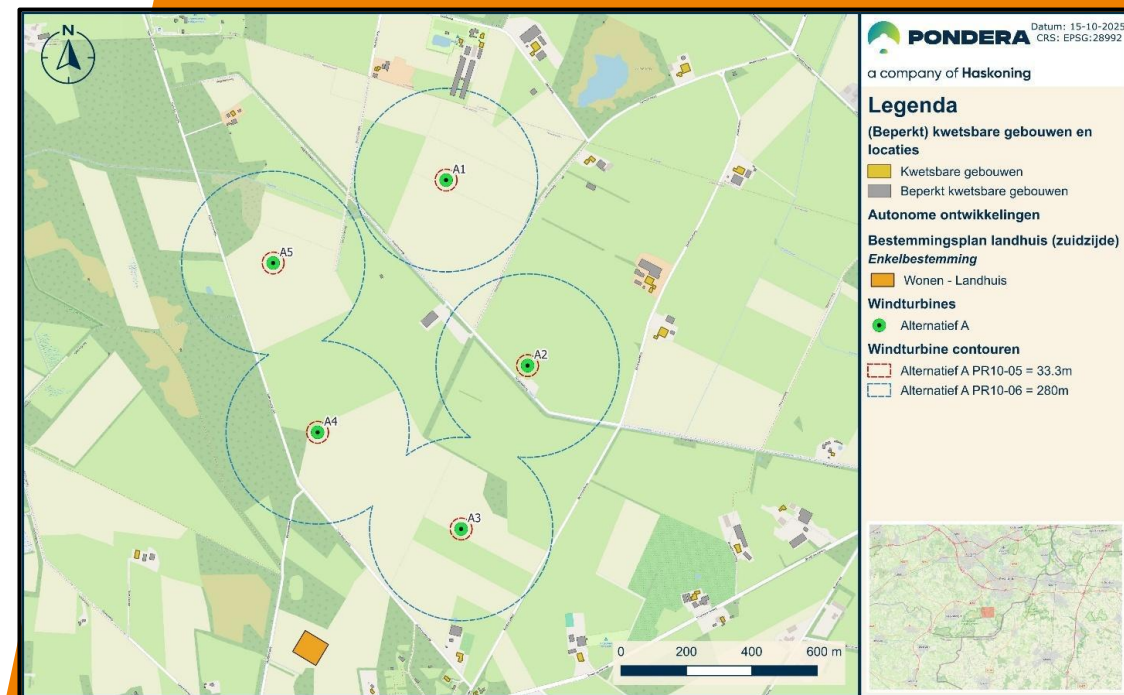 N
A1
A5
A2
A4
A3
0 200 400 600 m
PONDERA
Datum: 15-10-2025
CRS: EPSG:28992
a company of Haskoning
Legenda
(Beperkt) kwetsbare gebouwen en
locaties
Kwetsbare gebouwen
Beperkt kwetsbare gebouwen
Autonome ontwikkelingen
Bestemmingsplan landhuis (zuidzijde)
Enkelbestemming
Wonen - Landhuis
Windturbines
Alternatief A
Windturbine contouren
Alternatief A PR10-05 = 33.3m
Alternatief A PR10-06 = 280m